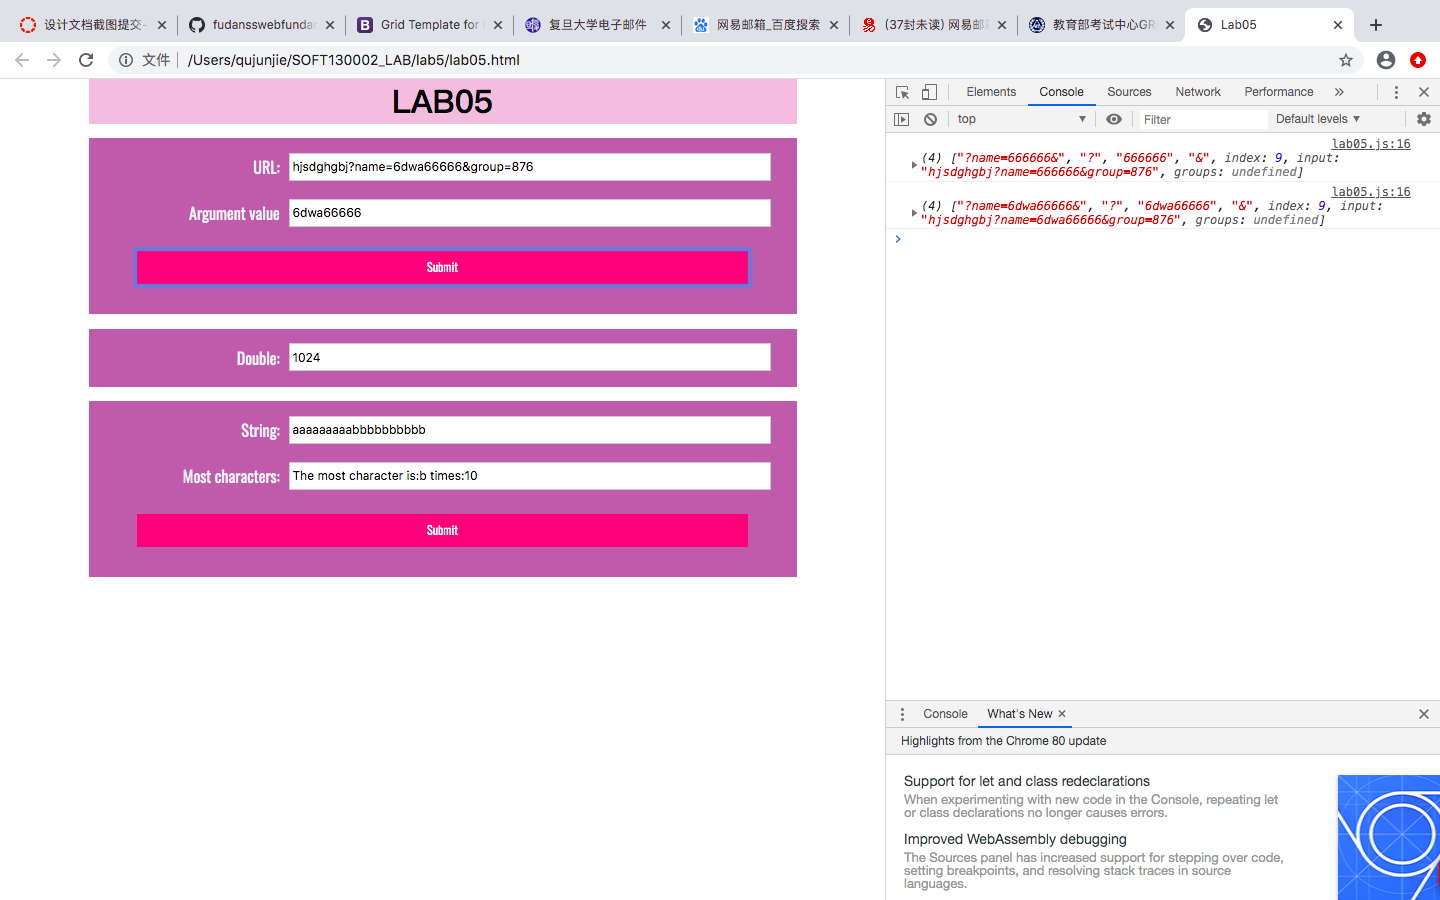 设计文档截图提交-
fudansswebfundar
Grid Template for
复旦大学电子邮件
网易邮箱_百度搜索
(37封未读) 网易邮
教育部考试中心GR
Lab05
文件 /Users/qujunjie/SOFT130002_LAB/lab5/lab05.html
LAB05
URL: hjsdghgbj?name=6dwa66666&group=876
Argument value 6dwa66666
Submit
Double: 1024
String: aaaaaaaaabbbbbbbbbb
Most characters: The most character is:b times:10
Submit
Elements Console Sources Network Performance »
top Filter Default levels
lab05.js:16
(4) ["?name=666666&", "?", "666666", "&", index: 9, input:
"hjsdghgbj?name=666666&group=876", groups: undefined]
lab05.js:16
(4) ["?name=6dwa66666&", "?", "6dwa66666", "&", index: 9, input:
"hjsdghgbj?name=6dwa66666&group=876", groups: undefined]
Console What's New
Highlights from the Chrome 80 update
Support for let and class redeclarations
When experimenting with new code in the Console, repeating let
or class declarations no longer causes errors.
Improved WebAssembly debugging
The Sources panel has increased support for stepping over code,
setting breakpoints, and resolving stack traces in source
languages.